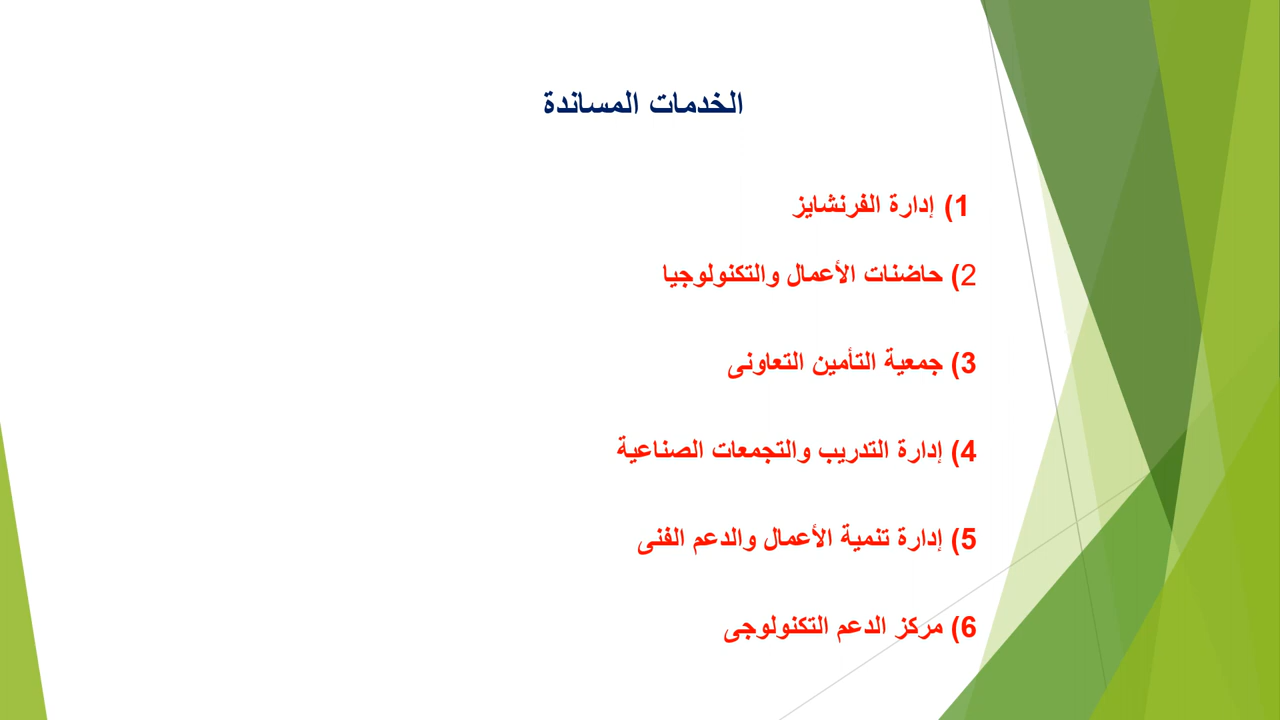 الخدمات المساندة
1) إدارة الفرنشايز
2) حاضنات الأعمال والتكنولوجيا
3) جمعية التأمين التعاونى
4) إدارة التدريب والتجمعات الصناعية
5) إدارة تنمية الأعمال والدعم الفنى
6) مركز الدعم التكنولوجى